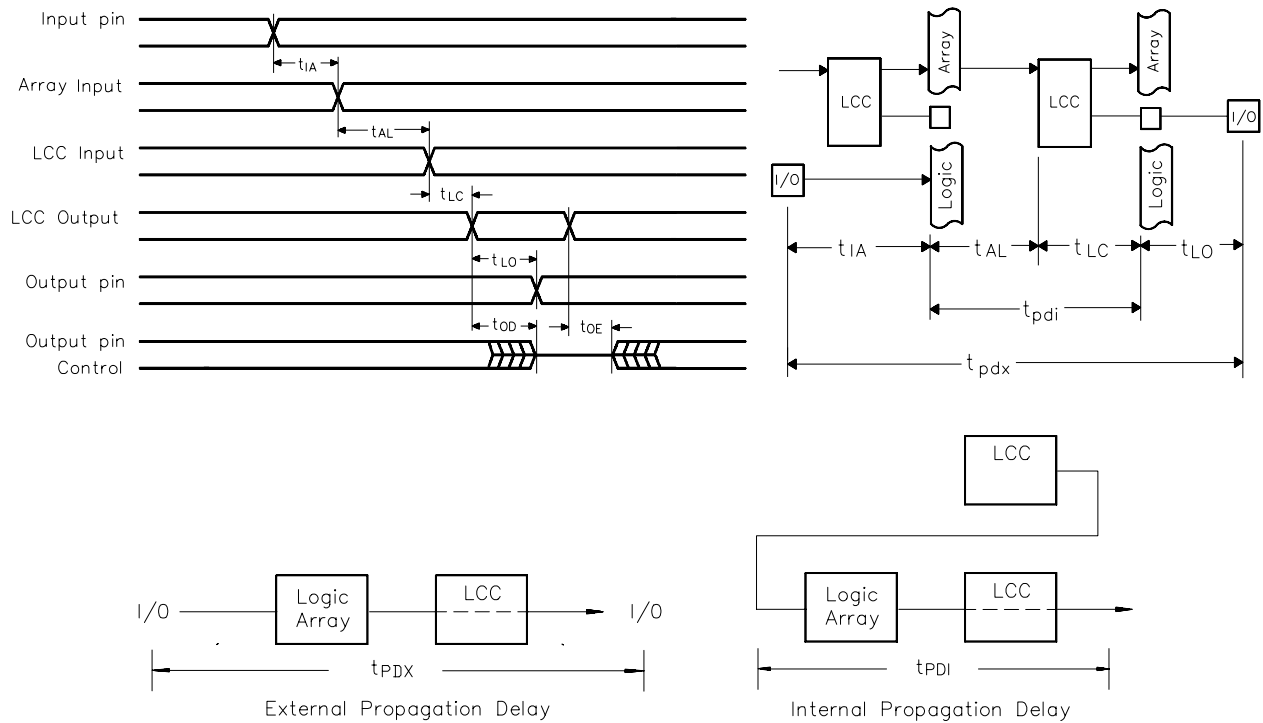 Input pin
tIA
Array Input
tAL
LCC Input
tLC
LCC Output
tLO
Output pin
tOD
tOE
Output pin
Control
Array
Array
LCC
LCC
I/O
I/O
Logic
Logic
tIA
tAL
tLC
tLO
tpdi
tpdx
LCC
I/O
Logic
Array
LCC
I/O
tPDX
External Propagation Delay
Logic
Array
LCC
tPDI
Internal Propagation Delay